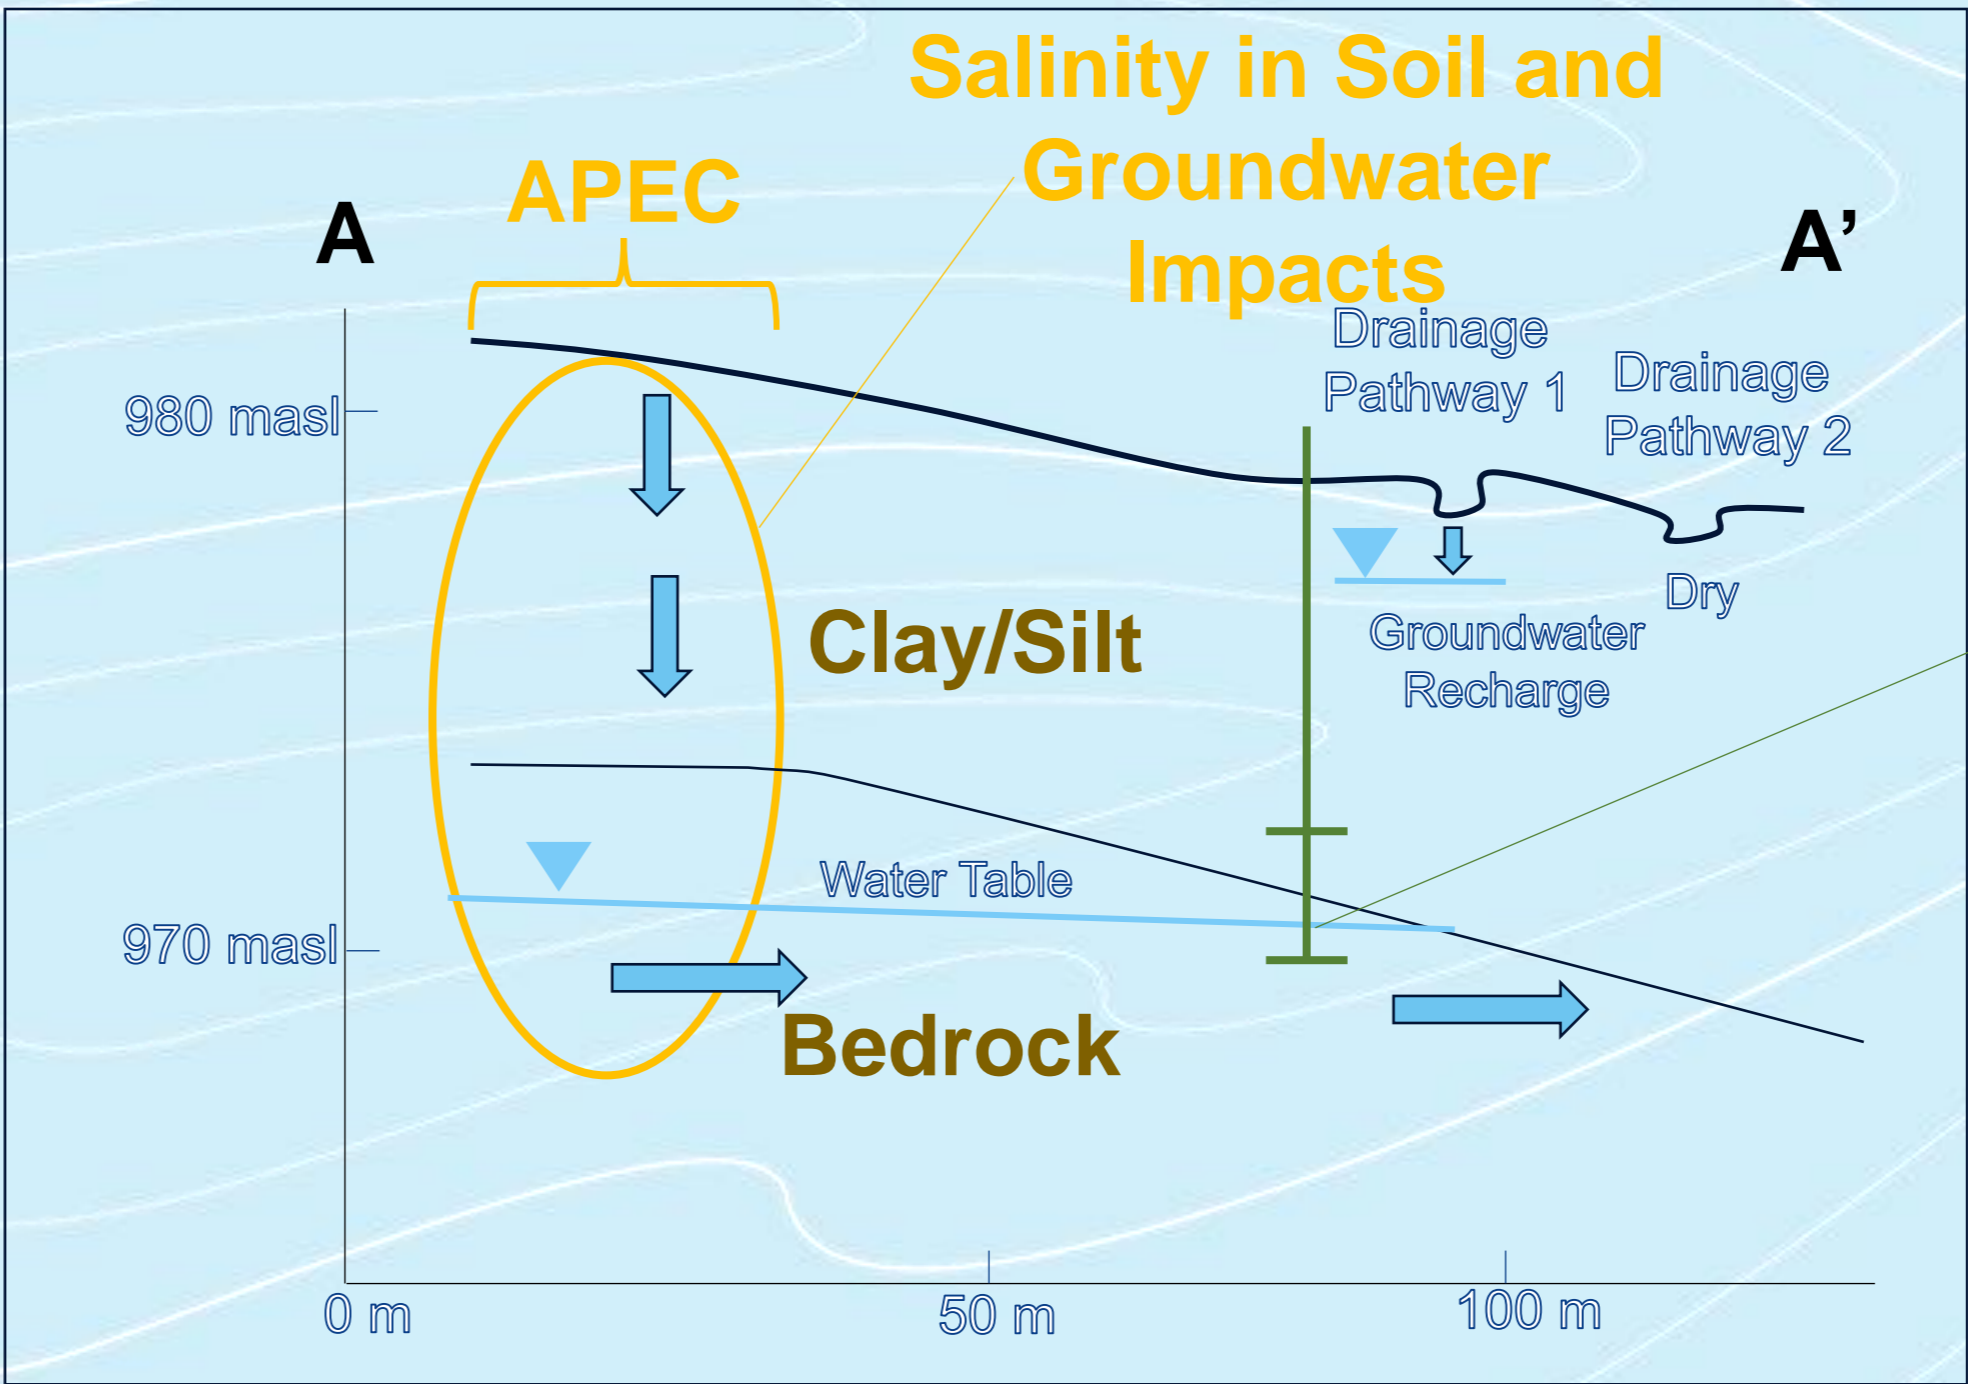 Salinity in Soil and
Groundwater
Impacts
APEC
A
A’
Drainage
Pathway 1
Drainage
Pathway 2
980 masl
Dry
Clay/Silt
Groundwater
Recharge
Water Table
970 masl
Bedrock
0 m
50 m
100 m